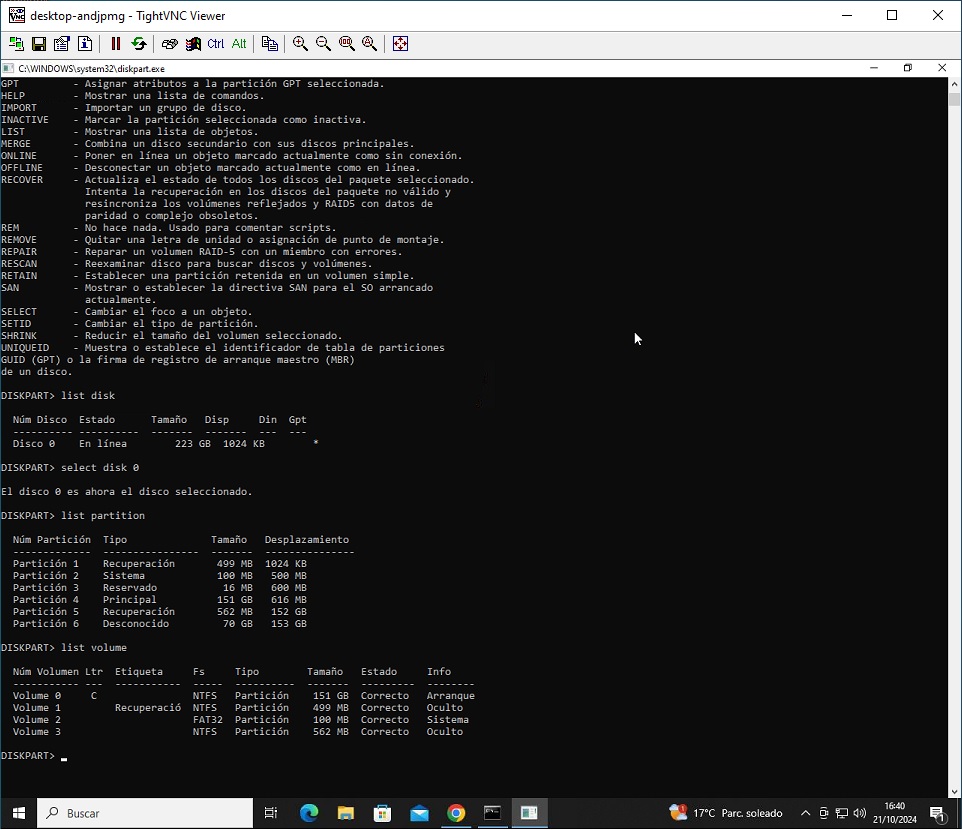 desktop-andjpmg - TightVNC Viewer
Ctrl Alt
C:\WINDOWS\system32\diskpart.exe
GPT - Asignar atributos a la partición GPT seleccionada.
HELP - Mostrar una lista de comandos.
IMPORT - Importar un grupo de disco.
INACTIVE - Marcar la partición seleccionada como inactiva.
LIST - Mostrar una lista de objetos.
MERGE - Combina un disco secundario con sus discos principales.
ONLINE - Poner en línea un objeto marcado actualmente como sin conexión.
OFFLINE - Desconectar un objeto marcado actualmente como en línea.
RECOVER - Actualiza el estado de todos los discos del paquete seleccionado.
Intenta la recuperación en los discos del paquete no válido y
resincroniza los volúmenes reflejados y RAID5 con datos de
paridad o complejo obsoletos.
REM - No hace nada. Usado para comentar scripts.
REMOVE - Quitar una letra de unidad o asignación de punto de montaje.
REPAIR - Reparar un volumen RAID-5 con un miembro con errores.
RESCAN - Reexaminar disco para buscar discos y volúmenes.
RETAIN - Establecer una partición retenida en un volumen simple.
SAN - Mostrar o establecer la directiva SAN para el SO arrancado
actualmente.
SELECT - Cambiar el foco a un objeto.
SETID - Cambiar el tipo de partición.
SHRINK - Reducir el tamaño del volumen seleccionado.
UNIQUEID - Muestra o establece el identificador de tabla de particiones
GUID (GPT) o la firma de registro de arranque maestro (MBR)
de un disco.
DISKPART> list disk
Núm Disco Estado Tamaño Disp Din Gpt
---------- ---------- ------- ------- --- ---
Disco 0 En línea 223 GB 1024 KB *
DISKPART> select disk 0
El disco 0 es ahora el disco seleccionado.
DISKPART> list partition
Núm Partición Tipo Tamaño Desplazamiento
------------- ---------------- ------- ---------------
Partición 1 Recuperación 499 MB 1024 KB
Partición 2 Sistema 100 MB 500 MB
Partición 3 Reservado 16 MB 600 MB
Partición 4 Principal 151 GB 616 MB
Partición 5 Recuperación 562 MB 152 GB
Partición 6 Desconocido 70 GB 153 GB
DISKPART> list volume
Núm Volumen Ltr Etiqueta Fs Tipo Tamaño Estado Info
----------- --- ----------- ----- ---------- ------- --------- --------
Volume 0 C NTFS Partición 151 GB Correcto Arranque
Volume 1 Recuperació NTFS Partición 499 MB Correcto Oculto
Volume 2 FAT32 Partición 100 MB Correcto Sistema
Volume 3 NTFS Partición 562 MB Correcto Oculto
DISKPART>
Buscar
17°C Parc. soleado
16:40
21/10/2024